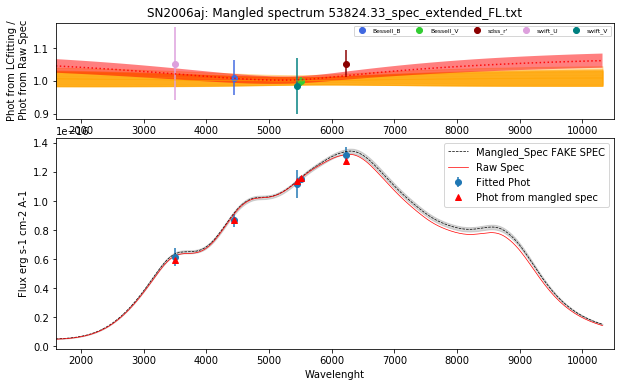 SN2006aj: Mangled spectrum 53824.33_spec_extended_FL.txt
Bessell_B Bessell_V sdss_r' swift_U swift_V
Phot from LCfitting /
Phot from Raw Spec
1.1
1.0
0.9
2000 3000 4000 5000 6000 7000 8000 9000 10000
1e−16
Mangled_Spec FAKE SPEC
Raw Spec
Fitted Phot
Phot from mangled spec
Flux erg s-1 cm-2 A-1
1.4
1.2
1.0
0.8
0.6
0.4
0.2
0.0
2000 3000 4000 5000 6000 7000 8000 9000 10000
Wavelenght